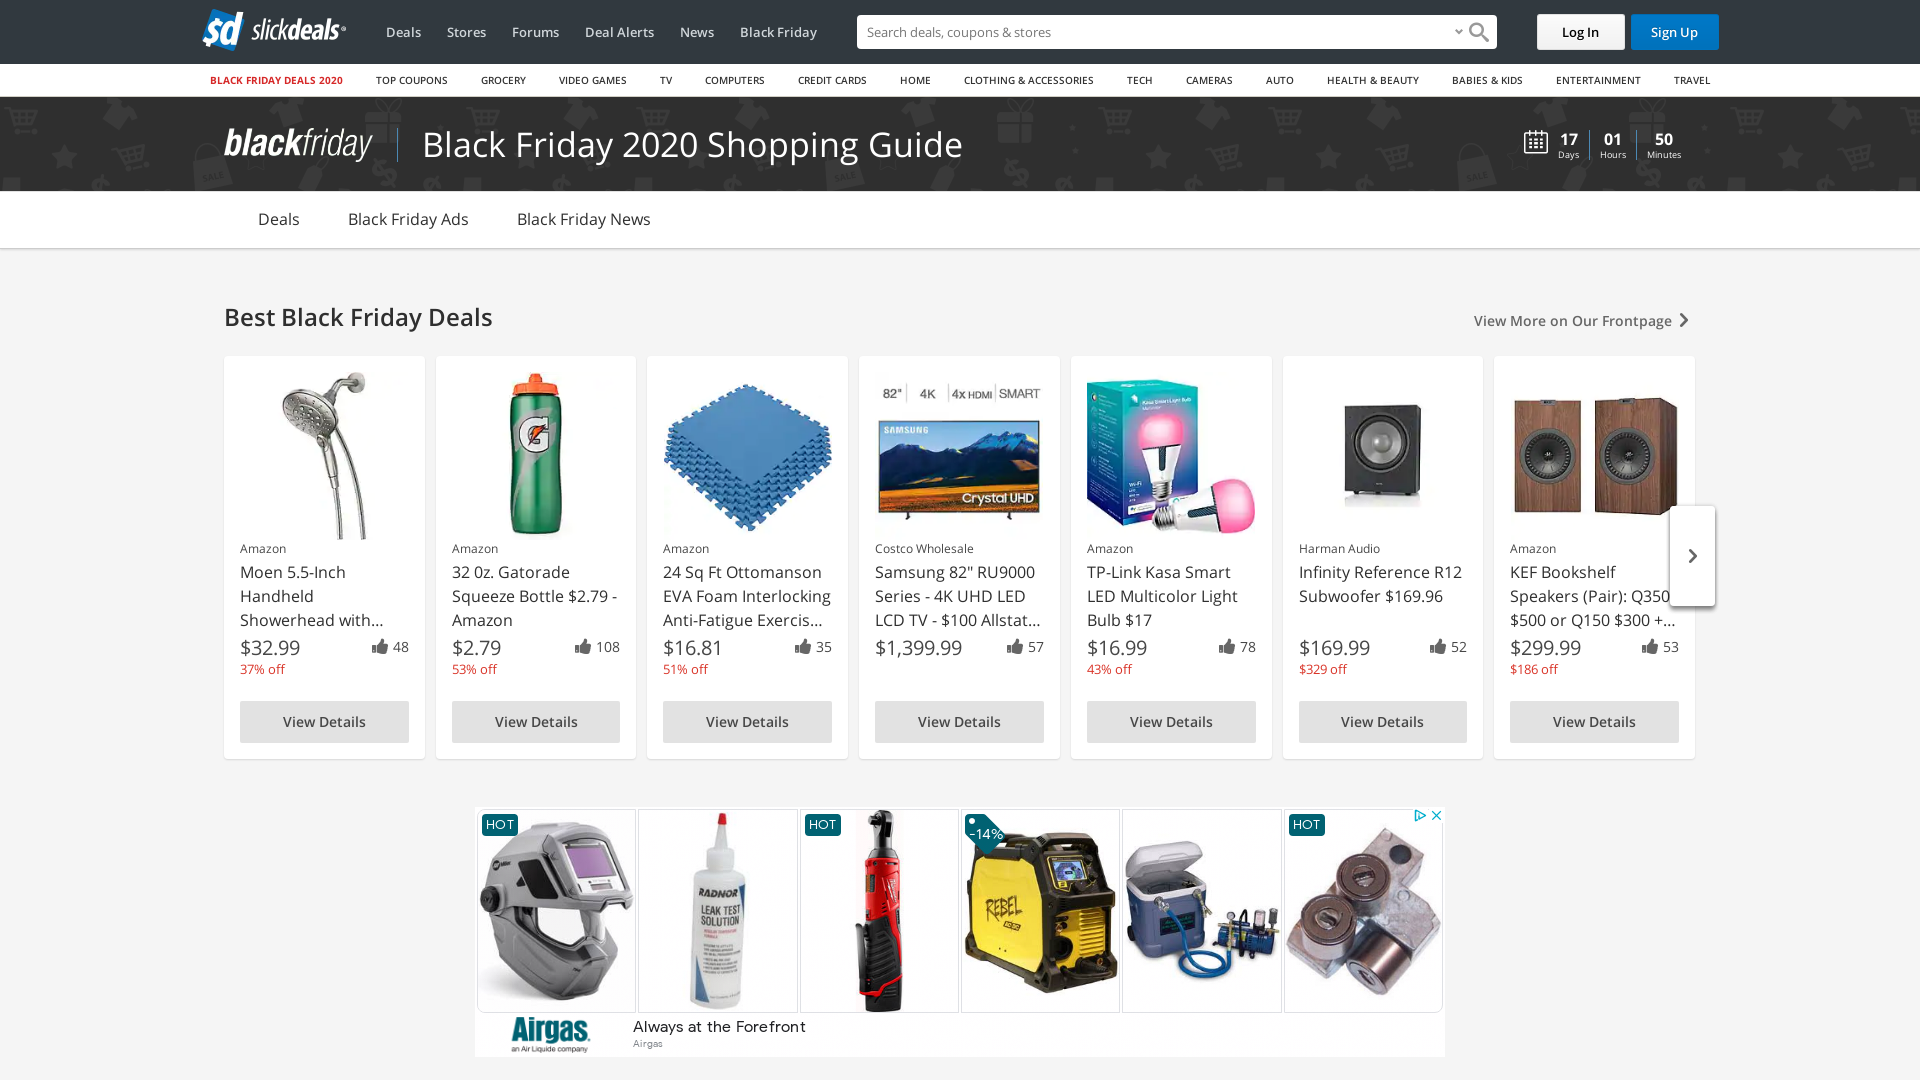 sd slickdeals
Deals
Stores
Forums
Deal Alerts
News
Black Friday
Search deals, coupons & stores
Log In
Sign Up
BLACK FRIDAY DEALS 2020
TOP COUPONS
GROCERY
VIDEO GAMES
TV
COMPUTERS
CREDIT CARDS
HOME
CLOTHING & ACCESSORIES
TECH
CAMERAS
AUTO
HEALTH & BEAUTY
BABIES & KIDS
ENTERTAINMENT
TRAVEL
blackfriday
Black Friday 2020 Shopping Guide
17
Days
01
Hours
50
Minutes
Deals
Black Friday Ads
Black Friday News
Best Black Friday Deals
View More on Our Frontpage
Amazon
Moen 5.5-Inch
Handheld
Showerhead with...
$32.99
48
37% off
View Details
Amazon
32 0z. Gatorade
Squeeze Bottle $2.79 -
Amazon
$2.79
108
53% off
View Details
Amazon
24 Sq Ft Ottomanson
EVA Foam Interlocking
Anti-Fatigue Exercis...
$16.81
35
51% off
View Details
82" 4K 4x HDMI SMART
SAMSUNG
Crystal UHD
Costco Wholesale
Samsung 82" RU9000
Series - 4K UHD LED
LCD TV - $100 Allstat...
$1,399.99
57
View Details
Kasa Smart Light Bulb
Amazon
TP-Link Kasa Smart
LED Multicolor Light
Bulb $17
$16.99
78
43% off
View Details
Harman Audio
Infinity Reference R12
Subwoofer $169.96
$169.99
52
$329 off
View Details
Amazon
KEF Bookshelf
Speakers (Pair): Q350
$500 or Q150 $300 +...
$299.99
53
$186 off
View Details
HOT
RADNOR
LEAK TEST
SOLUTION
HOT
-14%
REBEL
HOT
Airgas
an Air Liquide company
Always at the Forefront
Airgas